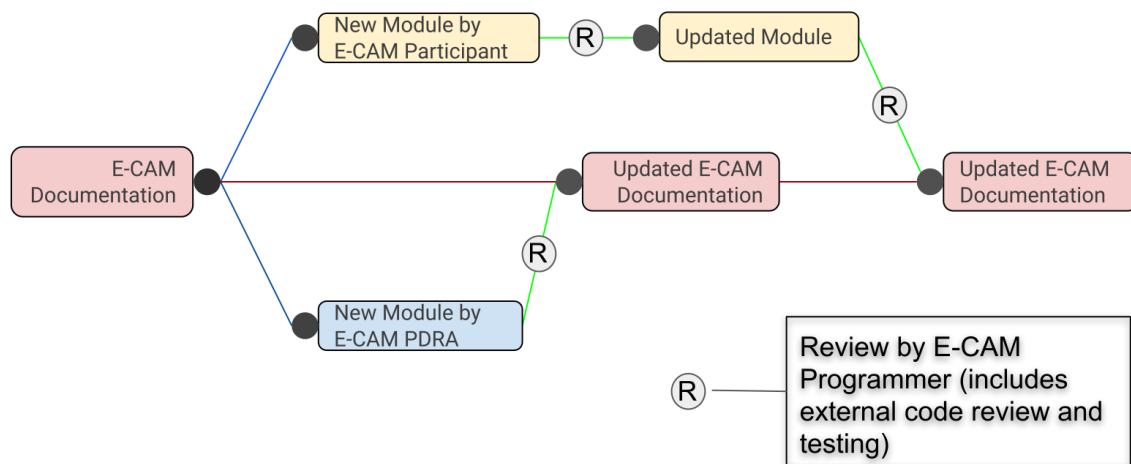 New Module by
E-CAM Participant
R
Updated Module
R
E-CAM
Documentation
Updated E-CAM
Documentation
Updated E-CAM
Documentation
R
New Module by
E-CAM PDRA
R
Review by E-CAM
Programmer (includes
external code review and
testing)